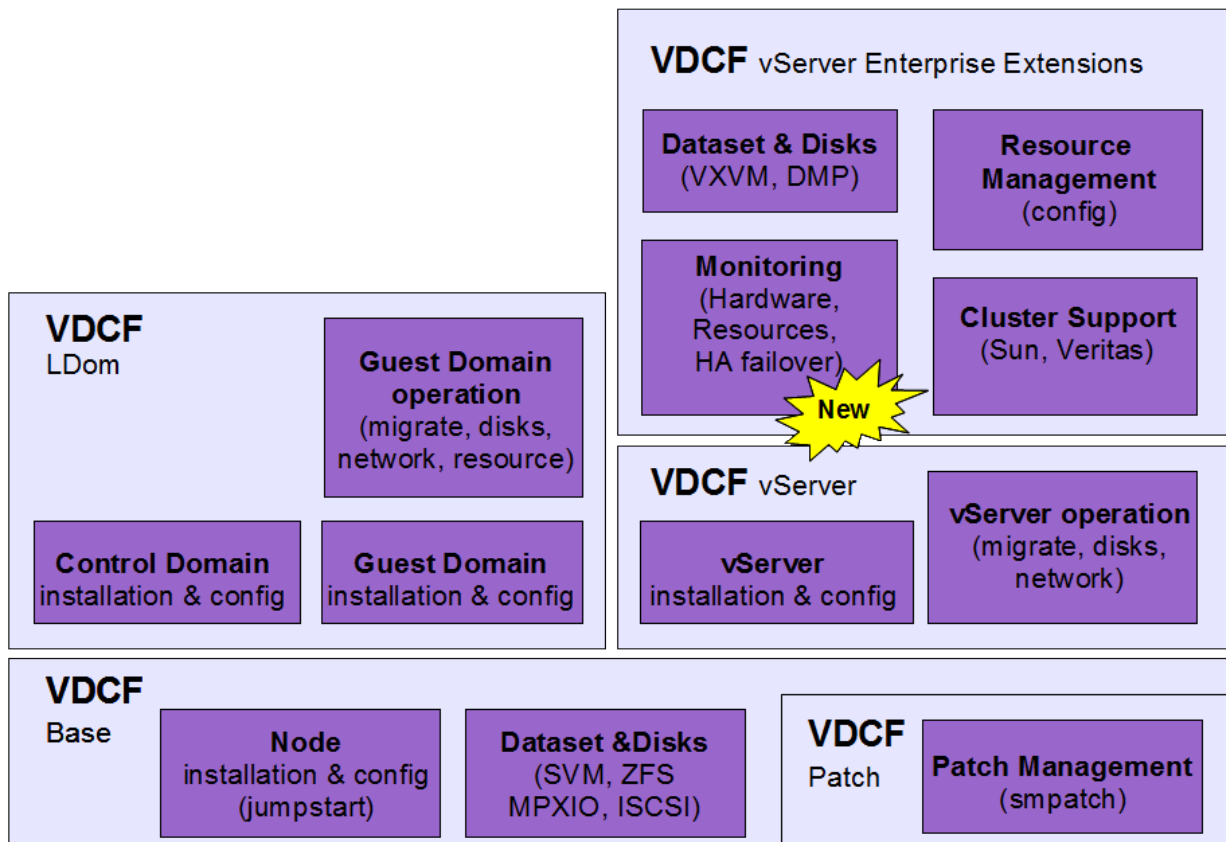 VDCF vServer Enterprise Extensions
Dataset & Disks
(VXVM, DMP)
Resource
Management
(config)
Monitoring
(Hardware,
Resources,
HA failover)
New
Cluster Support
(Sun, Veritas)
VDCF
LDom
Guest Domain
operation
(migrate, disks,
network, resource)
Control Domain
installation & config
Guest Domain
installation & config
VDCF vServer
vServer
installation & config
vServer operation
(migrate, disks,
network)
VDCF
Base
Node
installation & config
(jumpstart)
Dataset &Disks
(SVM, ZFS
MPXIO, ISCSI)
VDCF
Patch
Patch Management
(smpatch)